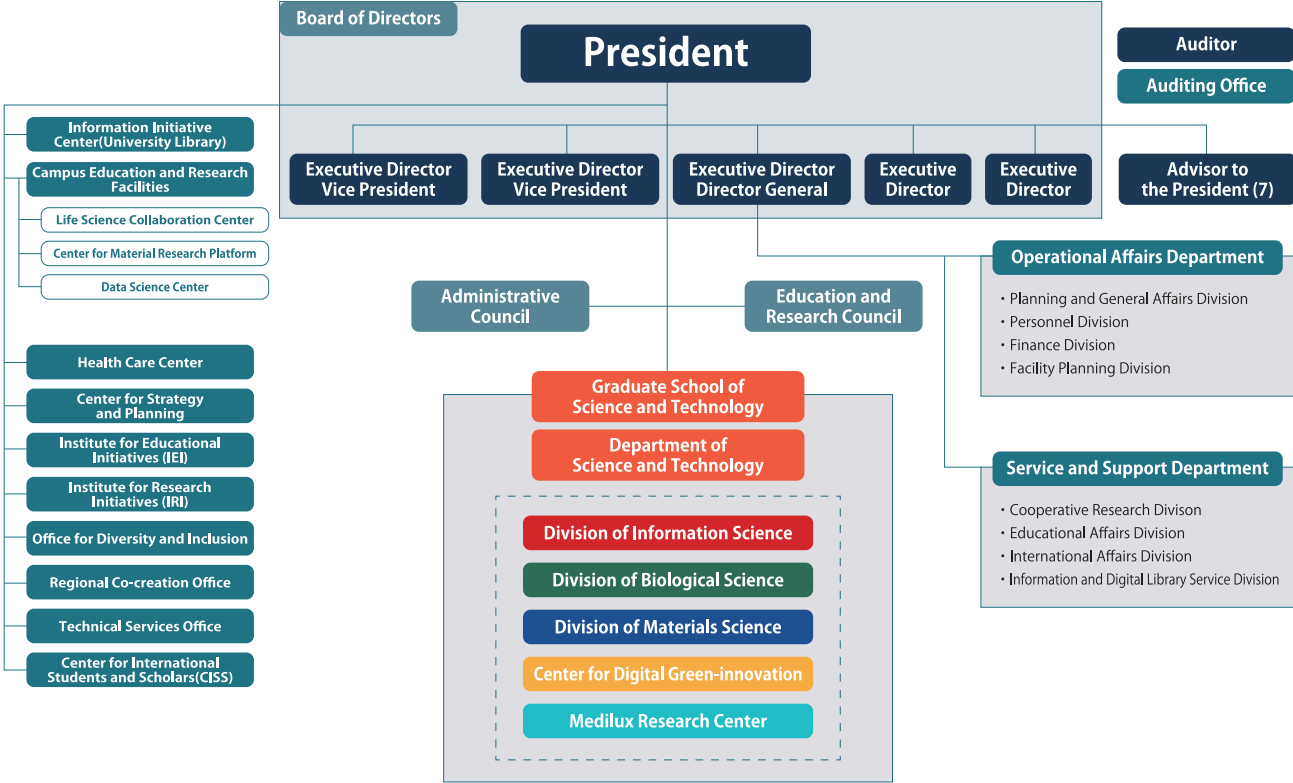 Board of Directors
President
Auditor
Auditing Office
Executive Director
Vice President
Executive Director
Vice President
Executive Director
Director General
Executive
Director
Executive
Director
Advisor to
the President (7)
Information Initiative
Center(University Library)
Campus Education and Research
Facilities
Life Science Collaboration Center
Center for Material Research Platform
Data Science Center
Health Care Center
Center for Strategy
and Planning
Institute for Educational
Initiatives (IEI)
Institute for Research
Initiatives (IRI)
Office for Diversity and Inclusion
Regional Co-creation Office
Technical Services Office
Center for International
Students and Scholars(CISS)
Administrative
Council
Education and
Research Council
Graduate School of
Science and Technology
Department of
Science and Technology
Division of Information Science
Division of Biological Science
Division of Materials Science
Center for Digital Green-innovation
Medilux Research Center
Operational Affairs Department
・Planning and General Affairs Division
・Personnel Division
・Finance Division
・Facility Planning Division
Service and Support Department
・Cooperative Research Divison
・Educational Affairs Division
・International Affairs Division
・Information and Digital Library Service Division